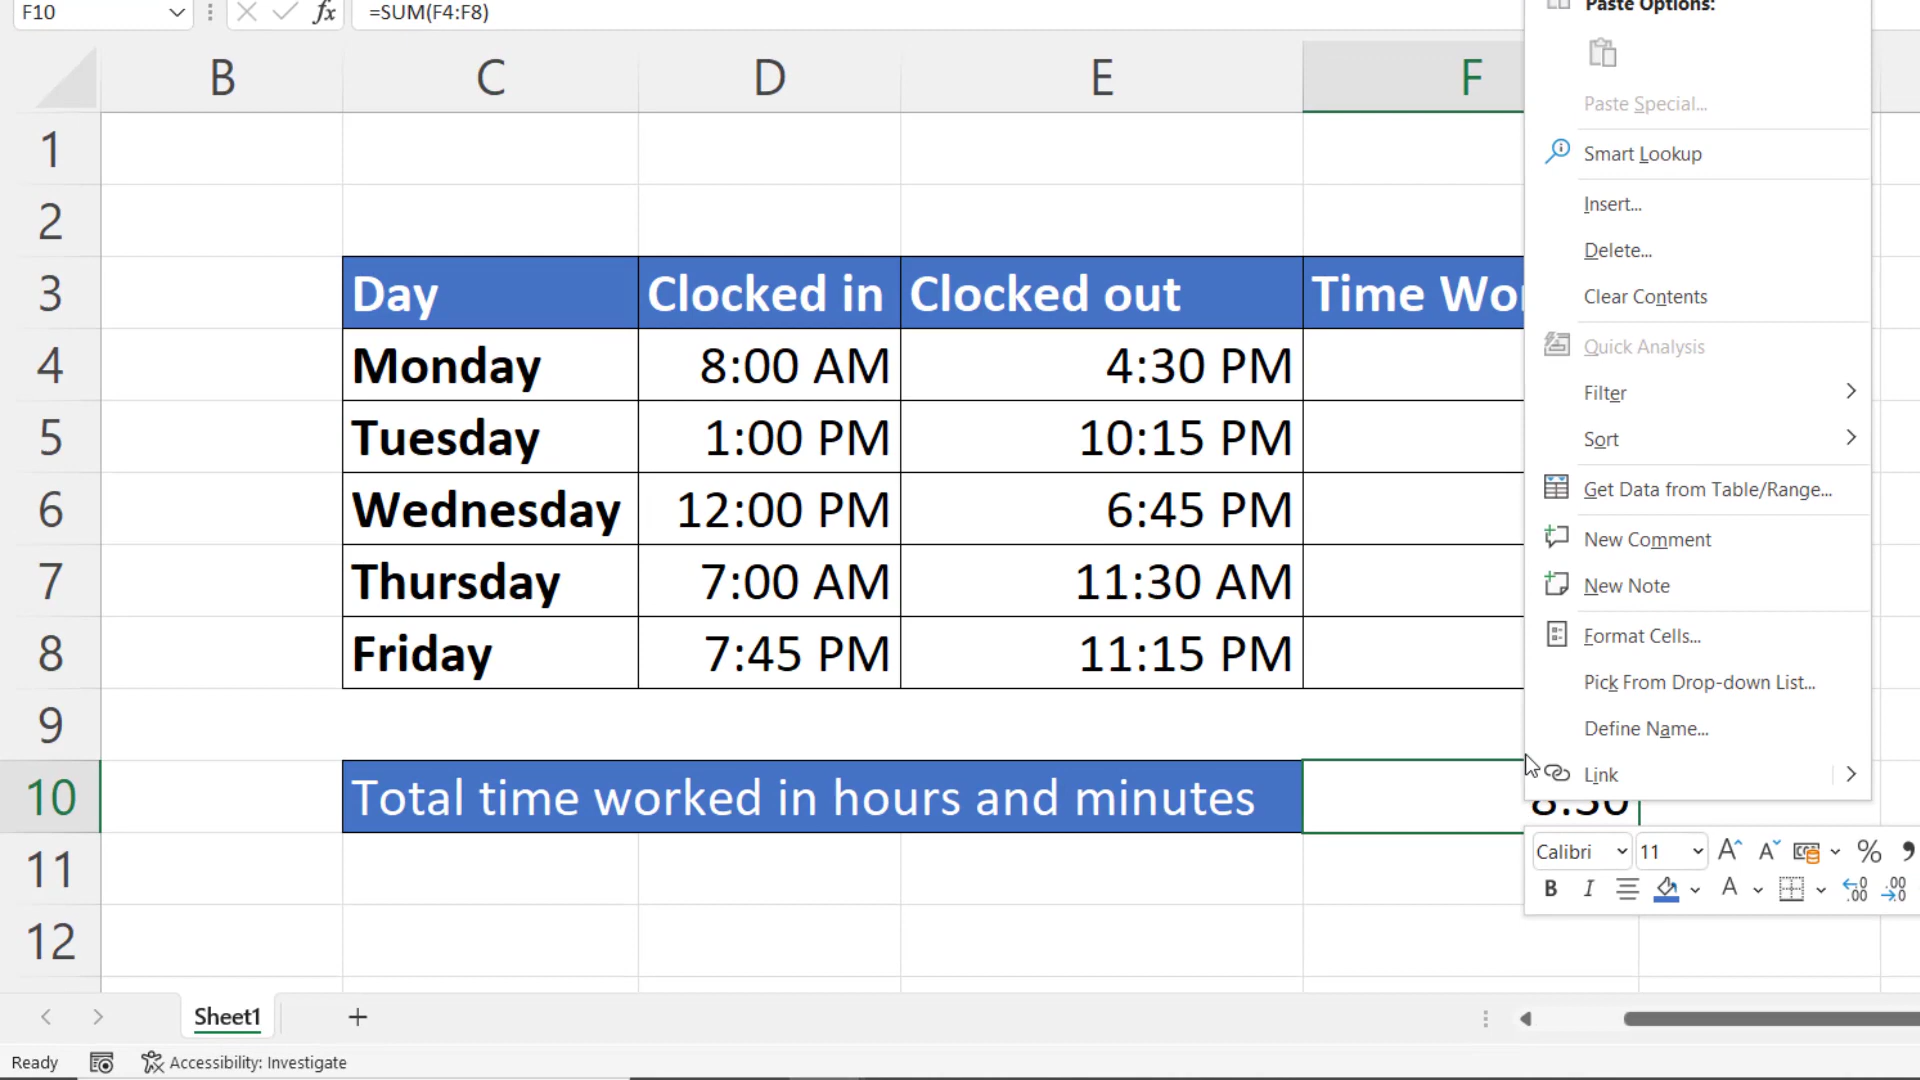 F10 fx =SUM(F4:F8)
Paste Options:
B C D E F
Paste Special...
1
Smart Lookup
2
Insert...
Delete...
3 Day Clocked in Clocked out Time
Clear Contents
4 Monday 8:00 AM 4:30 PM
Quick Analysis
Filter
5 Tuesday 1:00 PM 10:15 PM
Sort
6 Wednesday 12:00 PM 6:45 PM
Get Data from Table/Range...
New Comment
7 Thursday 7:00 AM 11:30 AM
New Note
Format Cells...
8 Friday 7:45 PM 11:15 PM
Pick From Drop-down List...
9
Define Name...
Link
10 Total time worked in hours and minutes
Calibri 11 A A % ,
11
B I A .00 .00
12
Sheet1
Ready Accessibility: Investigate